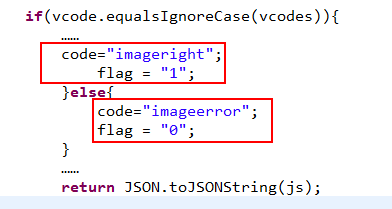 if(vcode.equalsIgnoreCase(vcodes)){
……
code="imageright";
flag = "1";
}else{
code="imageerror";
flag = "0";
}
……
return JSON.toJSONString(js);